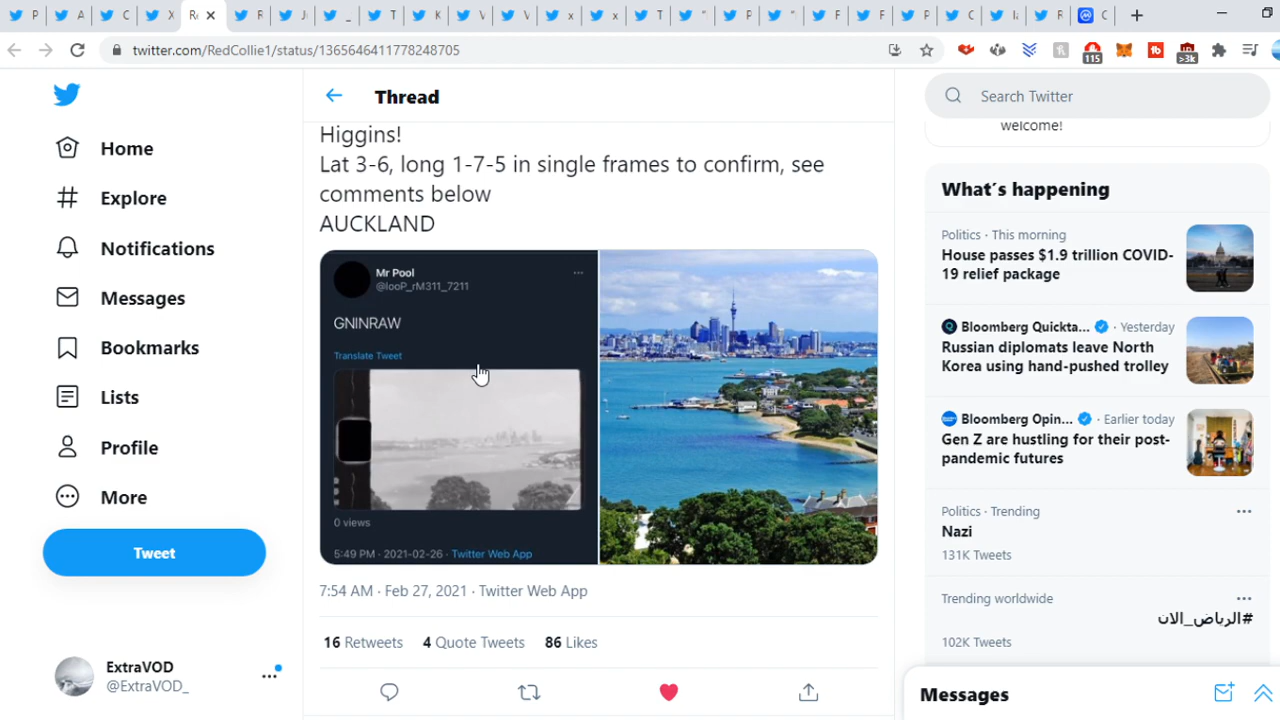 twitter.com/RedCollie1/status/1365646411778248705
115
>3k
Home
Explore
Notifications
Messages
Bookmarks
Lists
Profile
More
Tweet
ExtraVOD
@ExtraVOD_
Thread
Higgins!
Lat 3-6, long 1-7-5 in single frames to confirm, see
comments below
AUCKLAND
Mr Pool
@looP_rM311_7211
GNINRAW
Translate Tweet
0 views
5:49 PM · 2021-02-26 · Twitter Web App
7:54 AM · Feb 27, 2021 · Twitter Web App
16 Retweets 4 Quote Tweets 86 Likes
Search Twitter
welcome!
What's happening
Politics · This morning
House passes $1.9 trillion COVID-
19 relief package
Bloomberg Quickta... · Yesterday
Russian diplomats leave North
Korea using hand-pushed trolley
Bloomberg Opin... · Earlier today
Gen Z are hustling for their post-
pandemic futures
Politics · Trending
Nazi
131K Tweets
Trending worldwide
#الرياض_الان
102K Tweets
Messages